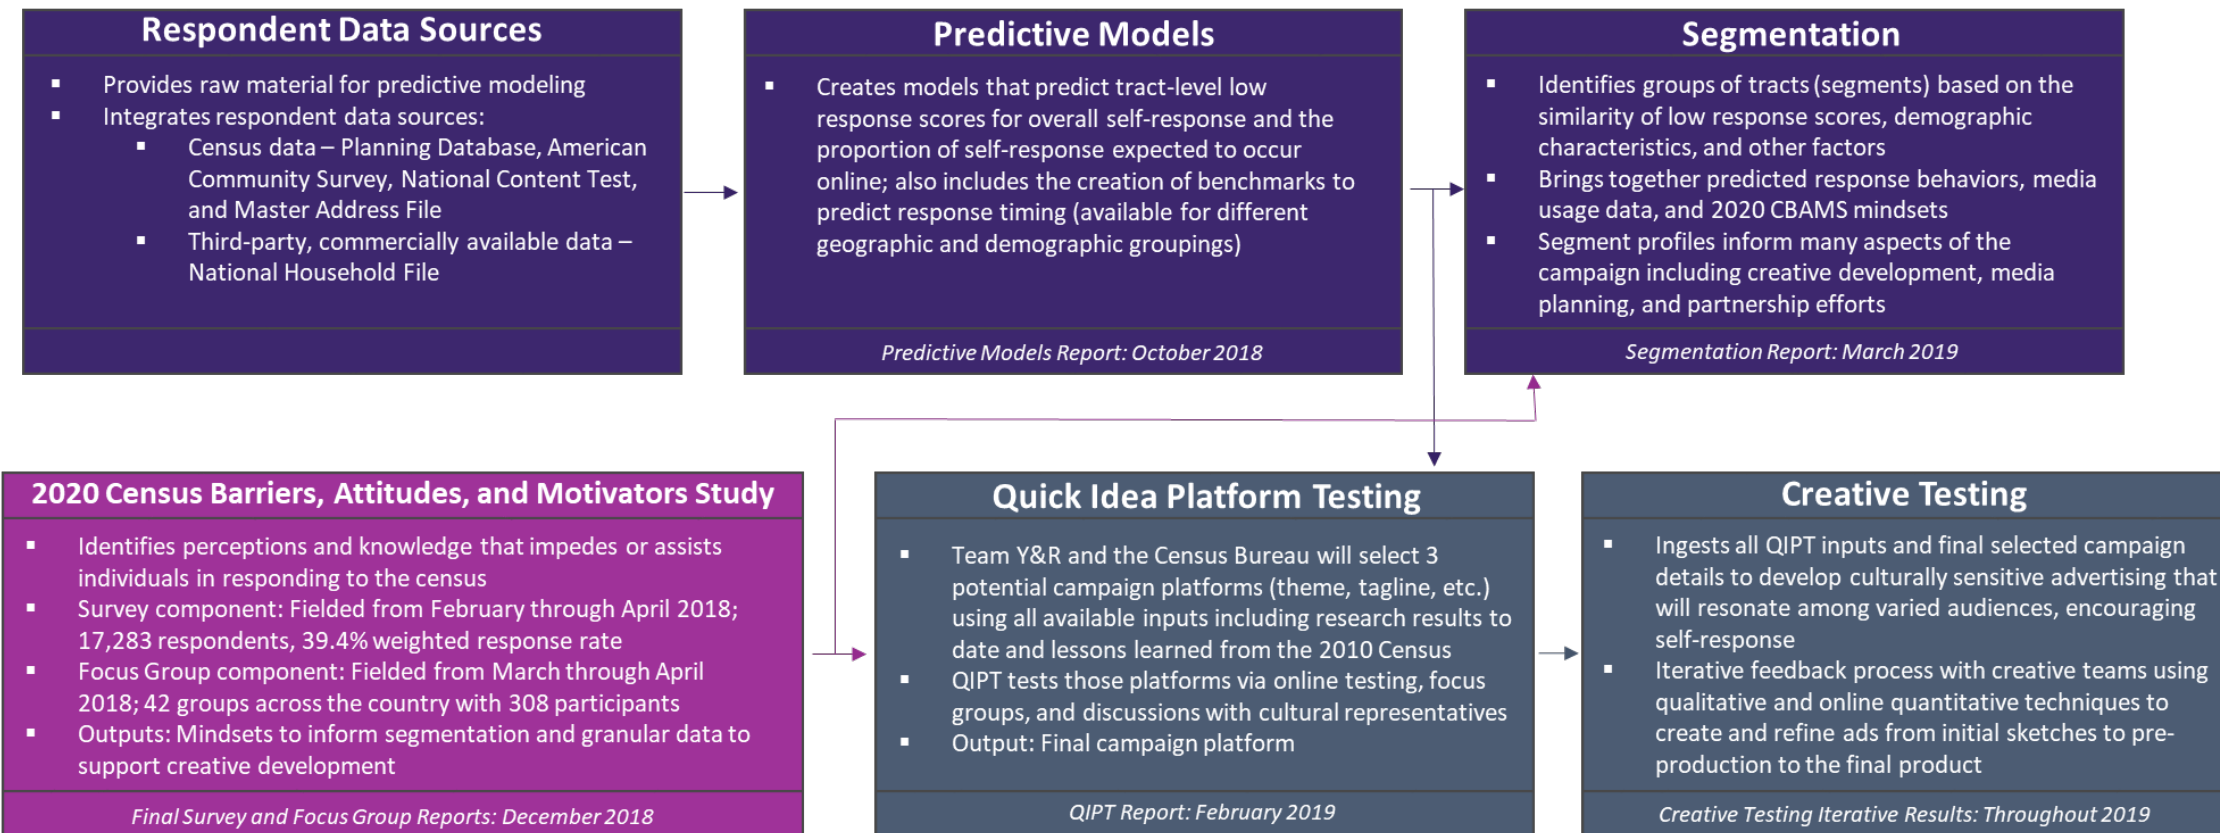 Respondent Data Sources
▪ Provides raw material for predictive modeling
▪ Integrates respondent data sources:
▪ Census data – Planning Database, American
Community Survey, National Content Test,
and Master Address File
▪ Third-party, commercially available data –
National Household File
Predictive Models
▪ Creates models that predict tract-level low
response scores for overall self-response and the
proportion of self-response expected to occur
online; also includes the creation of benchmarks to
predict response timing (available for different
geographic and demographic groupings)
Predictive Models Report: October 2018
Segmentation
▪ Identifies groups of tracts (segments) based on the
similarity of low response scores, demographic
characteristics, and other factors
▪ Brings together predicted response behaviors, media
usage data, and 2020 CBAMS mindsets
▪ Segment profiles inform many aspects of the
campaign including creative development, media
planning, and partnership efforts
Segmentation Report: March 2019
2020 Census Barriers, Attitudes, and Motivators Study
▪ Identifies perceptions and knowledge that impedes or assists
individuals in responding to the census
▪ Survey component: Fielded from February through April 2018;
17,283 respondents, 39.4% weighted response rate
▪ Focus Group component: Fielded from March through April
2018; 42 groups across the country with 308 participants
▪ Outputs: Mindsets to inform segmentation and granular data to
support creative development
Final Survey and Focus Group Reports: December 2018
Quick Idea Platform Testing
▪ Team Y&R and the Census Bureau will select 3
potential campaign platforms (theme, tagline, etc.)
using all available inputs including research results to
date and lessons learned from the 2010 Census
▪ QIPT tests those platforms via online testing, focus
groups, and discussions with cultural representatives
▪ Output: Final campaign platform
QIPT Report: February 2019
Creative Testing
▪ Ingests all QIPT inputs and final selected campaign
details to develop culturally sensitive advertising that
will resonate among varied audiences, encouraging
self-response
▪ Iterative feedback process with creative teams using
qualitative and online quantitative techniques to
create and refine ads from initial sketches to pre-
production to the final product
Creative Testing Iterative Results: Throughout 2019